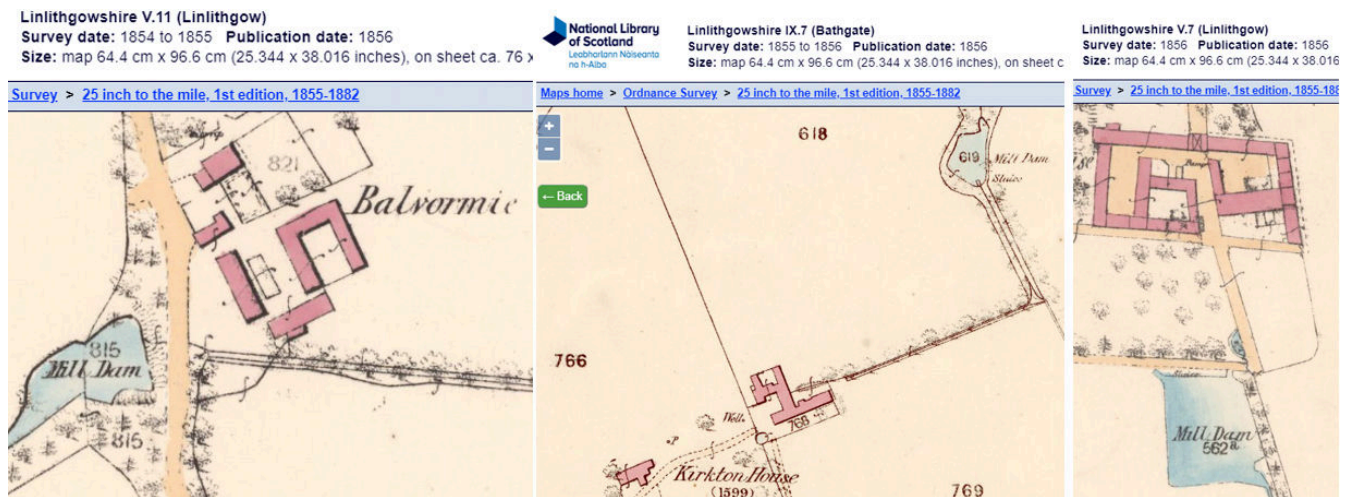 Linlithgowshire V.11 (Linlithgow)
Survey date: 1854 to 1855 Publication date: 1856
Size: map 64.4 cm x 96.6 cm (25.344 x 38.016 inches), on sheet ca. 76 x
Survey > 25 inch to the mile, 1st edition, 1855-1882
821
Balvormie
815
Mill Dam
815
National Library
of Scotland
Leabharlann Nàiseanta
na h-Alba
Linlithgowshire IX.7 (Bathgate)
Survey date: 1855 to 1856 Publication date: 1856
Size: map 64.4 cm x 96.6 cm (25.344 x 38.016 inches), on sheet c
Maps home > Ordnance Survey > 25 inch to the mile, 1st edition, 1855-1882
+
−
← Back
618
619
Mill Dam
Sluice
766
Wells
768
P
Kirkton House
(1599)
769
Linlithgowshire V.7 (Linlithgow)
Survey date: 1856 Publication date: 1856
Size: map 64.4 cm x 96.6 cm (25.344 x 38.016
Survey > 25 inch to the mile, 1st edition, 1855-188
Sluice
Mill Dam
562a